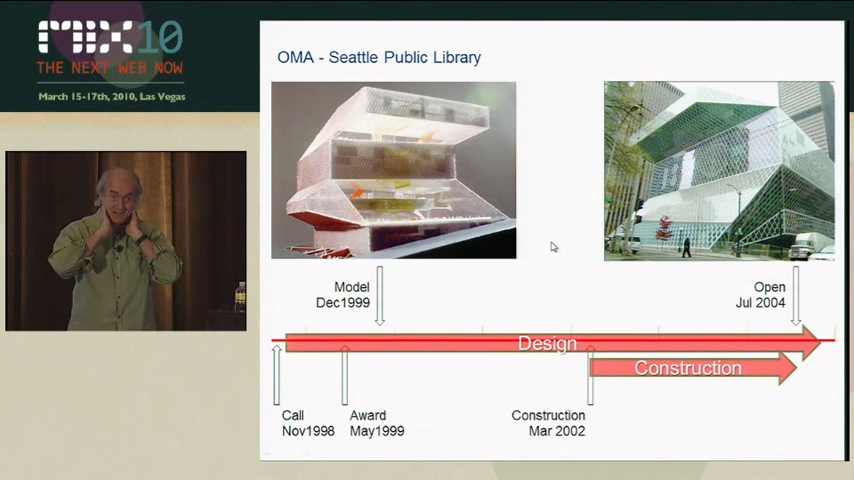 MIX10
THE NEXT WEB NOW
March 15-17th, 2010, Las Vegas
OMA - Seattle Public Library
Model
Dec1999
Open
Jul 2004
Design
Construction
Call
Nov1998
Award
May1999
Construction
Mar 2002